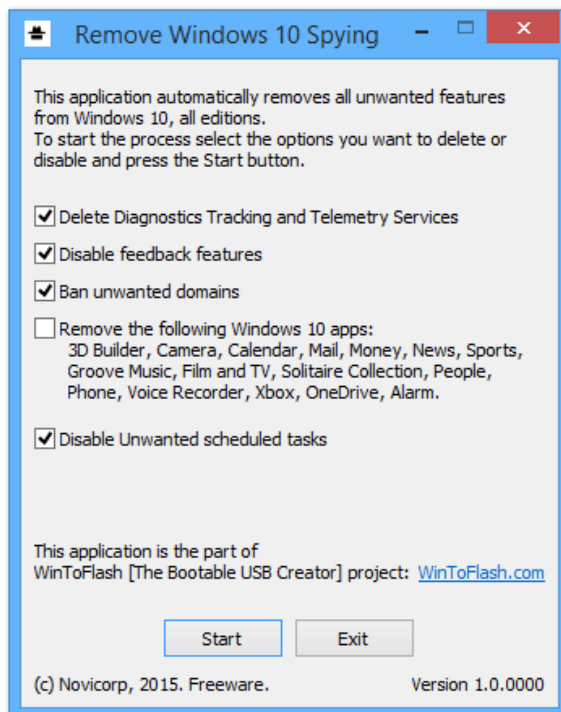 Remove Windows 10 Spying
This application automatically removes all unwanted features
from Windows 10, all editions.
To start the process select the options you want to delete or
disable and press the Start button.
Delete Diagnostics Tracking and Telemetry Services
Disable feedback features
Ban unwanted domains
Remove the following Windows 10 apps:
3D Builder, Camera, Calendar, Mail, Money, News, Sports,
Groove Music, Film and TV, Solitaire Collection, People,
Phone, Voice Recorder, Xbox, OneDrive, Alarm.
Disable Unwanted scheduled tasks
This application is the part of
WinToFlash [The Bootable USB Creator] project: WinToFlash.com
Start Exit
(c) Novicorp, 2015. Freeware. Version 1.0.0000